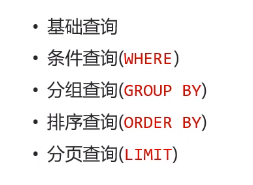 • 基础查询
• 条件查询(WHERE)
• 分组查询(GROUP BY)
• 排序查询(ORDER BY)
• 分页查询(LIMIT)